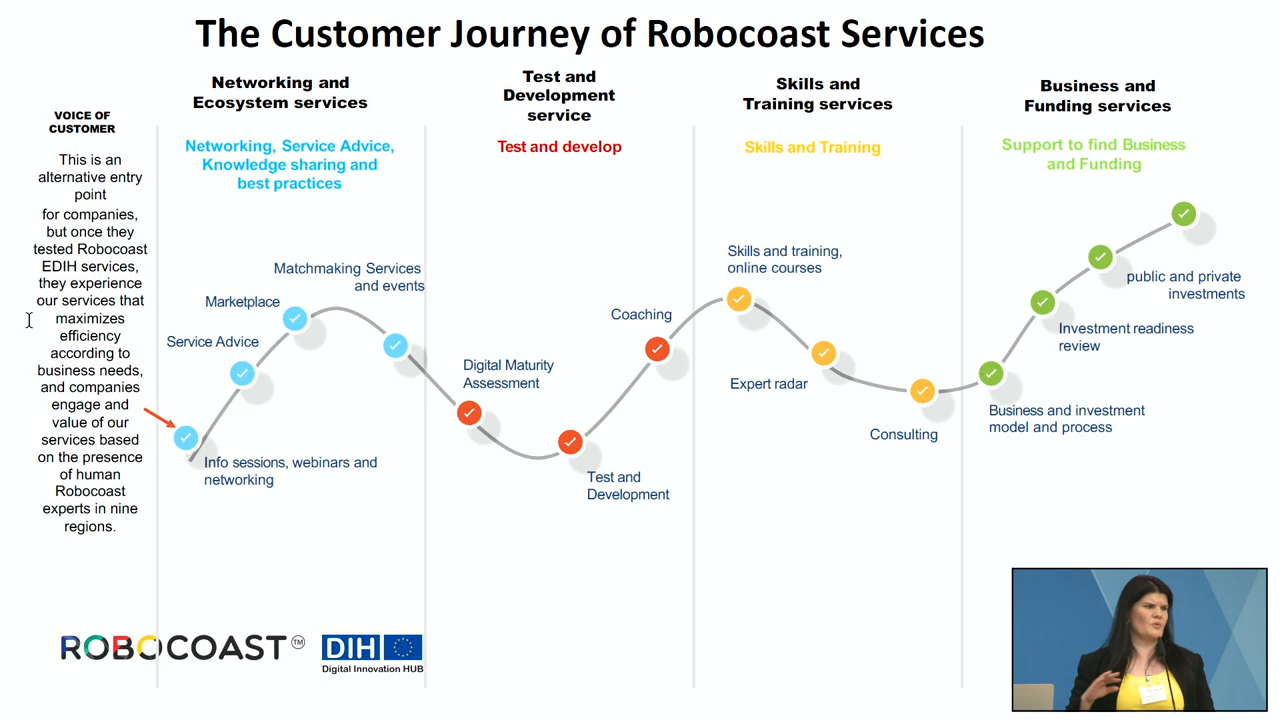 The Customer Journey of Robocoast Services
VOICE OF
CUSTOMER
This is an
alternative entry
point
for companies,
but once they
tested Robocoast
EDIH services,
they experience
our services that
maximizes
efficiency
according to
business needs,
and companies
engage and
value of our
services based
on the presence
of human
Robocoast
experts in nine
regions.
Networking and
Ecosystem services
Networking, Service Advice,
Knowledge sharing and
best practices
Matchmaking Services
and events
Marketplace
Service Advice
Info sessions, webinars and
networking
Test and
Development
service
Test and develop
Coaching
Digital Maturity
Assessment
Test and
Development
Skills and
Training services
Skills and Training
Skills and training,
online courses
Expert radar
Consulting
Business and
Funding services
Support to find Business
and Funding
public and private
investments
Investment readiness
review
Business and investment
model and process
ROBOCOAST TM
DIH
Digital Innovation HUB